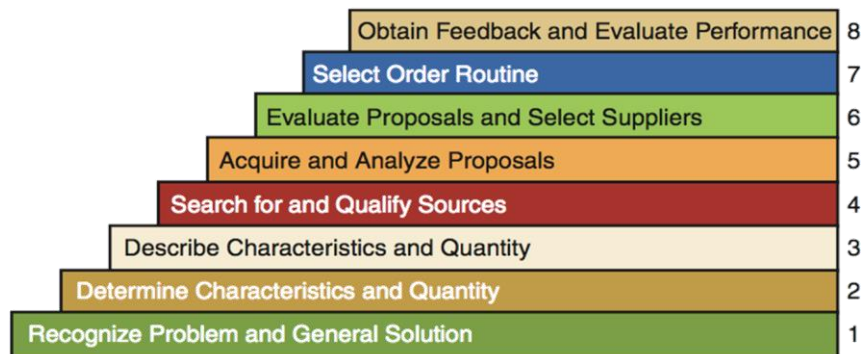 Obtain Feedback and Evaluate Performance 8
Select Order Routine 7
Evaluate Proposals and Select Suppliers 6
Acquire and Analyze Proposals 5
Search for and Qualify Sources 4
Describe Characteristics and Quantity 3
Determine Characteristics and Quantity 2
Recognize Problem and General Solution 1